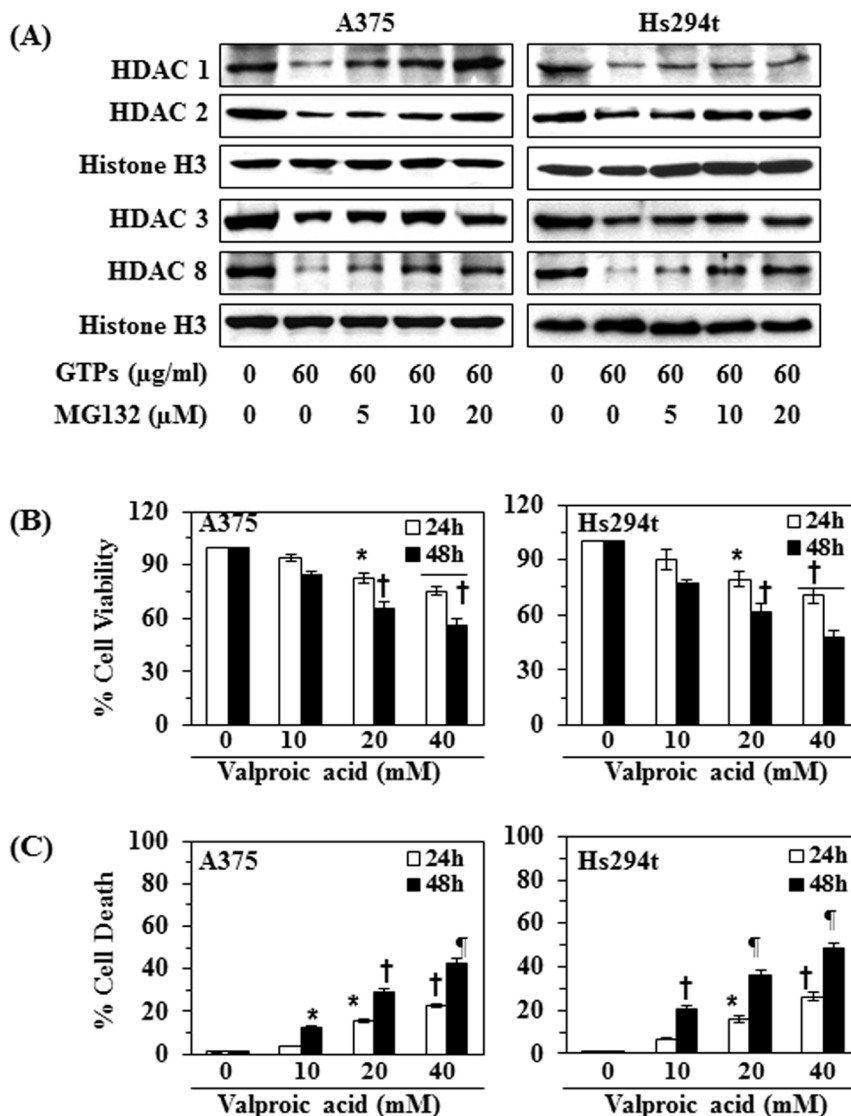 (A)
A375 Hs294t
HDAC 1
HDAC 2
Histone H3
HDAC 3
HDAC 8
Histone H3
GTPs (µg/ml) 0 60 60 60 60 0 60 60 60 60
MG132 (µM) 0 0 5 10 20 0 0 5 10 20
(B)
% Cell Viability
120
90
60
30
0
A375
24h
48h
*
†
†
0 10 20 40
Valproic acid (mM)
120
90
60
30
0
Hs294t
24h
48h
*
†
†
0 10 20 40
Valproic acid (mM)
(C)
% Cell Death
100
80
60
40
20
0
A375
24h
48h
*
*
†
†
¶
0 10 20 40
Valproic acid (mM)
100
80
60
40
20
0
Hs294t
24h
48h
†
*
¶
†
¶
0 10 20 40
Valproic acid (mM)